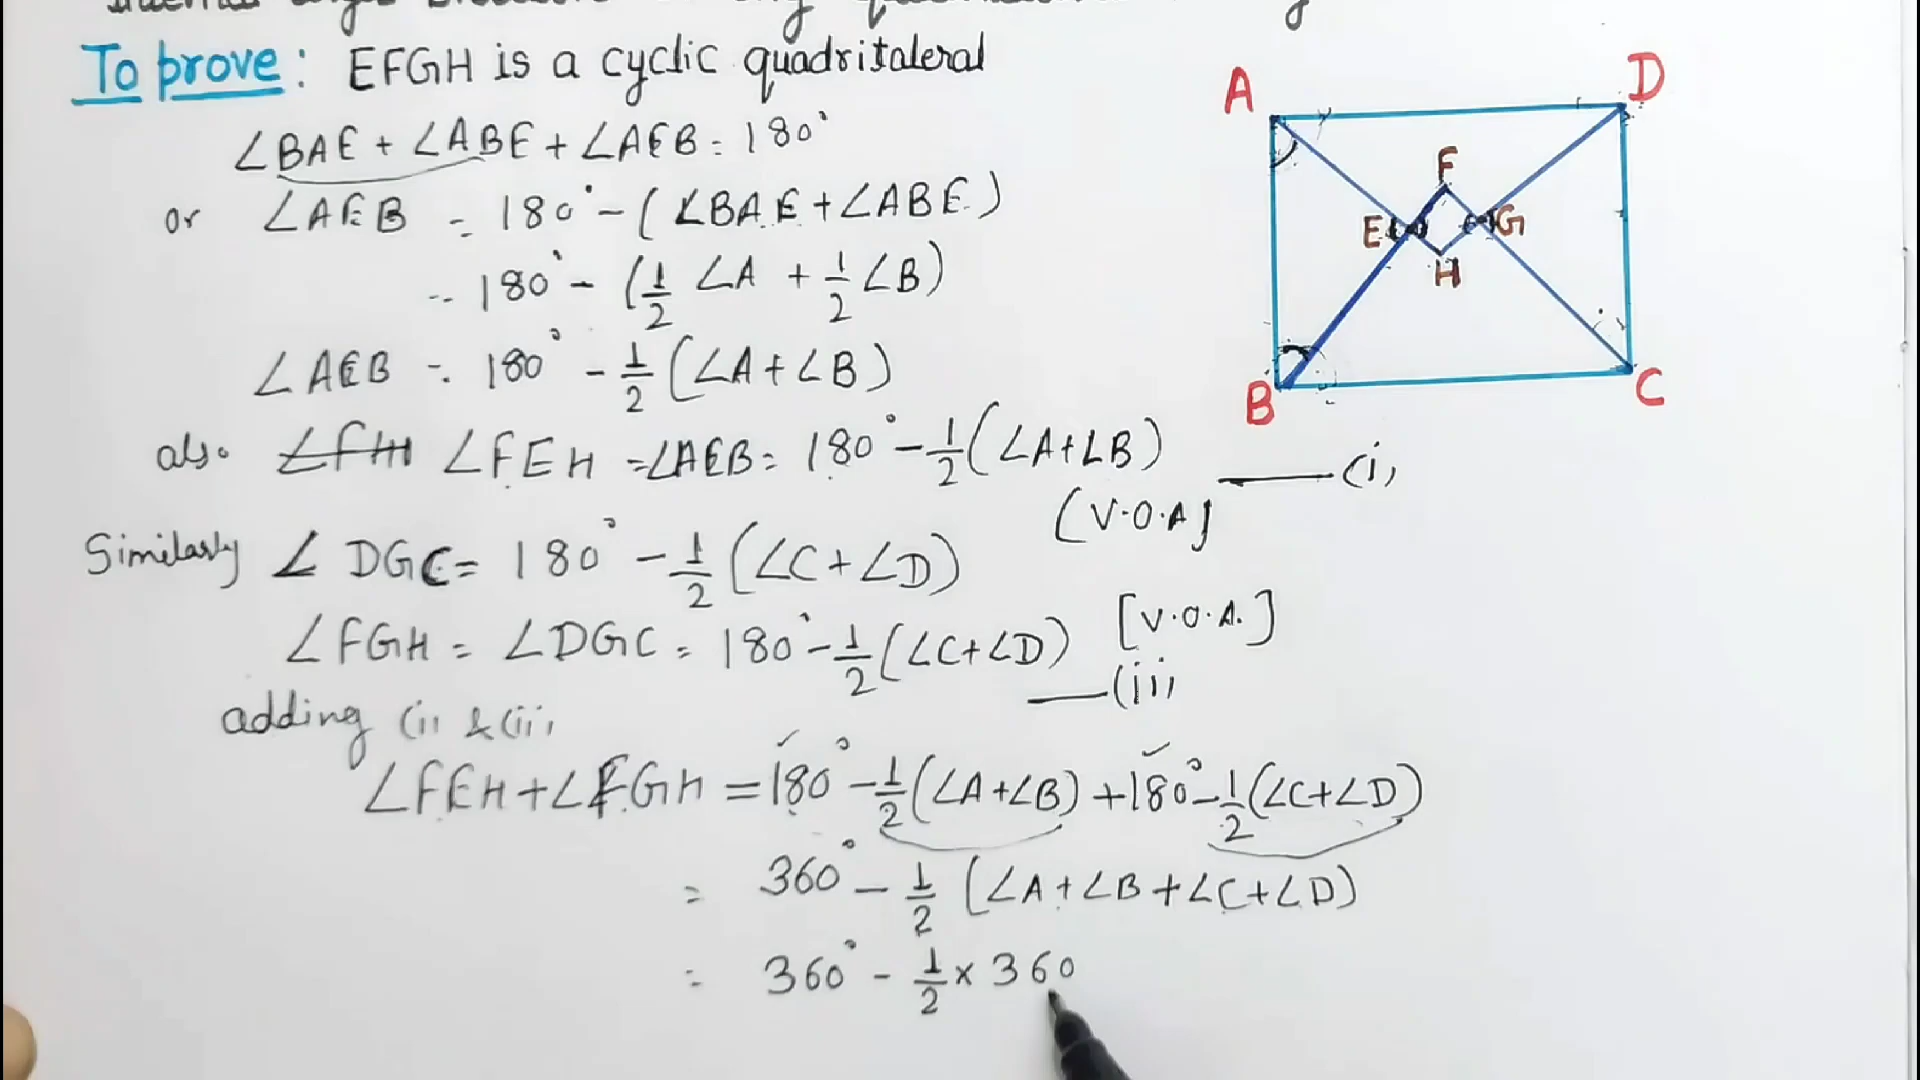 To prove: EFGH is a cyclic quadritaleral
∠BAE + ∠ABE + ∠AEB = 180°
or ∠AEB = 180° - (∠BAE + ∠ABE)
= 180° - (1/2 ∠A + 1/2 ∠B)
∠AEB = 180° - 1/2 (∠A + ∠B)
also ∠FEH = ∠AEB = 180° - 1/2 (∠A + ∠B) —(i)
(V.O.A)
Similarly ∠DGC = 180° - 1/2 (∠C + ∠D)
∠FGH = ∠DGC = 180° - 1/2 (∠C + ∠D) [V.O.A.]
—(ii)
adding (i) & (ii)
∠FEH + ∠FGH = 180° - 1/2 (∠A + ∠B) + 180° - 1/2 (∠C + ∠D)
= 360° - 1/2 (∠A + ∠B + ∠C + ∠D)
= 360° - 1/2 × 360
A
D
F
E
G
H
B
C